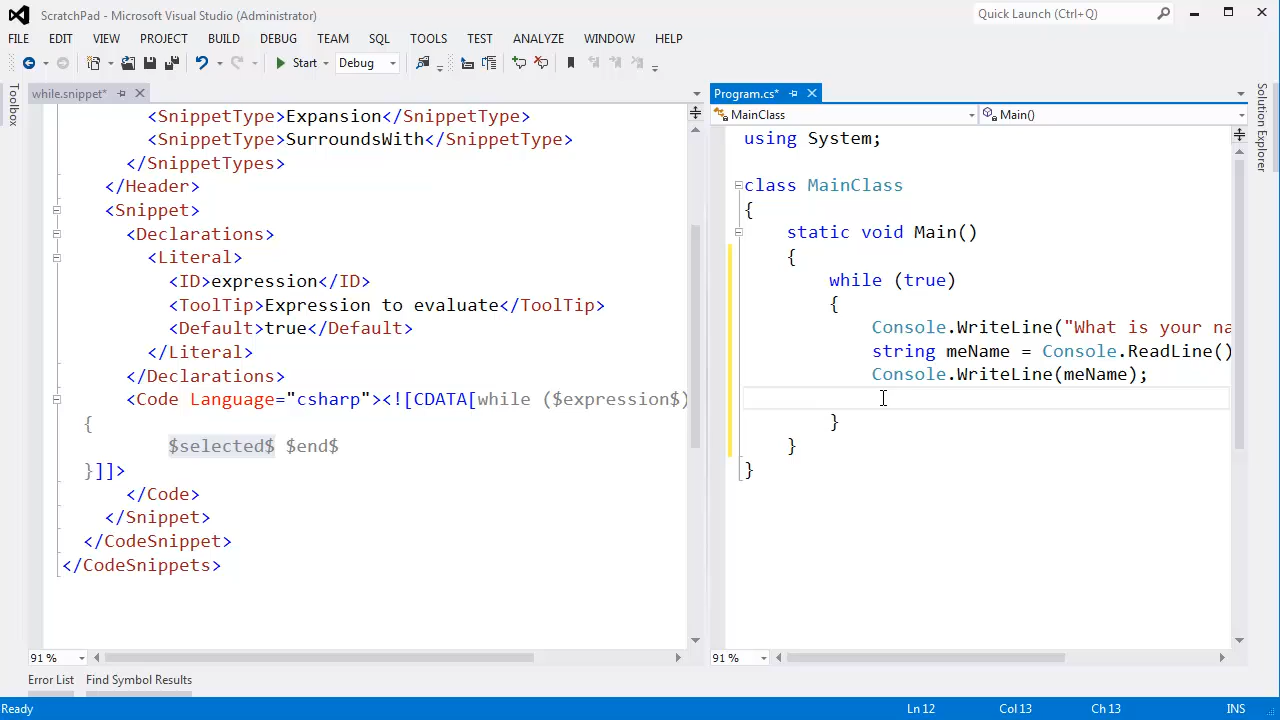 ScratchPad - Microsoft Visual Studio (Administrator)
Quick Launch (Ctrl+Q)
FILE EDIT VIEW PROJECT BUILD DEBUG TEAM SQL TOOLS TEST ANALYZE WINDOW HELP
Start Debug
Toolbox
while.snippet*
<SnippetType>Expansion</SnippetType>
<SnippetType>SurroundsWith</SnippetType>
</SnippetTypes>
</Header>
<Snippet>
<Declarations>
<Literal>
<ID>expression</ID>
<ToolTip>Expression to evaluate</ToolTip>
<Default>true</Default>
</Literal>
</Declarations>
<Code Language="csharp"><![CDATA[while ($expression$)
{
$selected$ $end$
}]]>
</Code>
</Snippet>
</CodeSnippet>
</CodeSnippets>
91 %
Program.cs*
MainClass Main()
using System;
class MainClass
{
static void Main()
{
while (true)
{
Console.WriteLine("What is your na
string meName = Console.ReadLine()
Console.WriteLine(meName);
}
}
}
91 %
Solution Explorer
Error List Find Symbol Results
Ready Ln 12 Col 13 Ch 13 INS